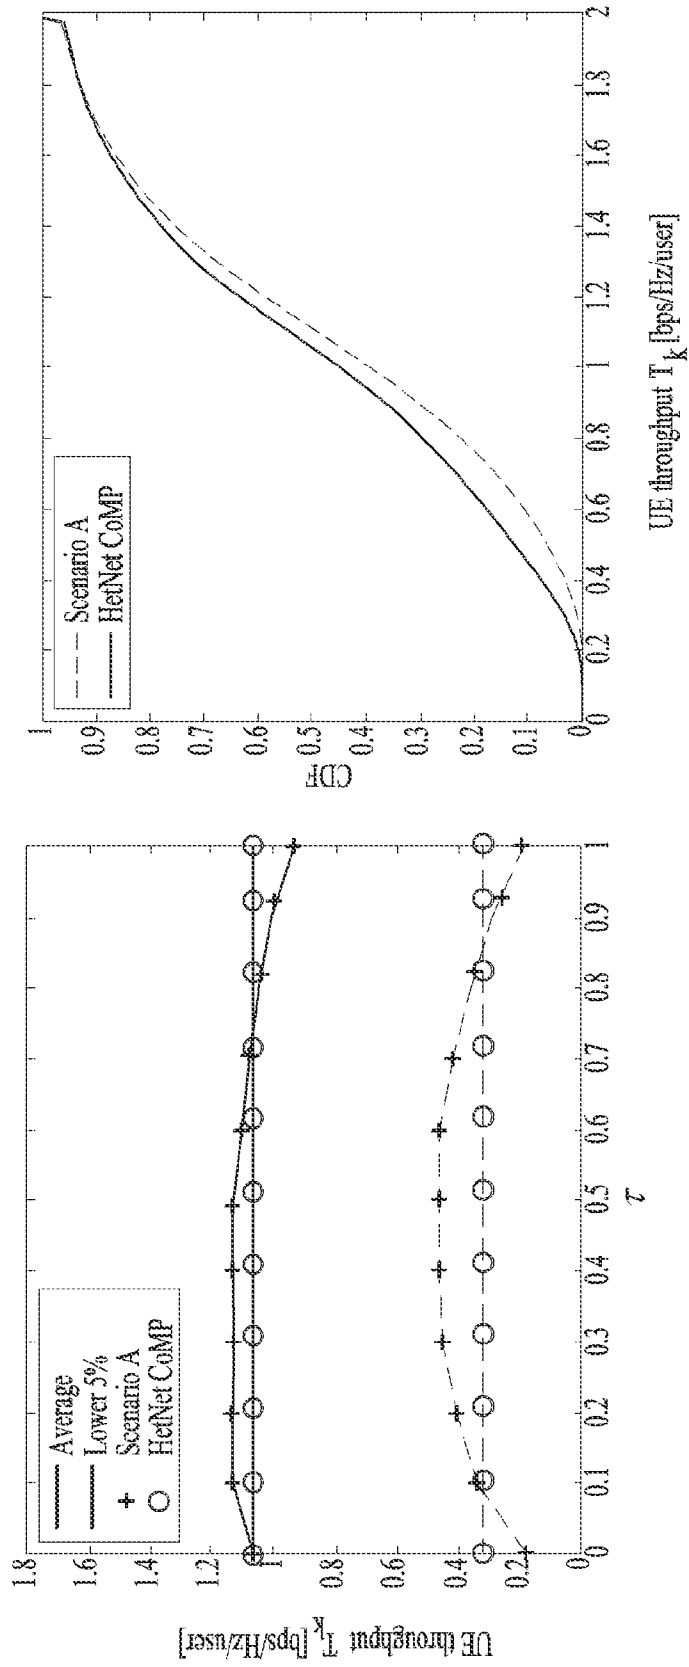 UE throughput T_k [bps/Hz/user]
1.8
1.6
1.4
1.2
1
0.8
0.6
0.4
0.2
0
Average
Lower 5%
Scenario A
HetNet CoMP
0 0.1 0.2 0.3 0.4 0.5 0.6 0.7 0.8 0.9 1
τ
CDF
1
0.9
0.8
0.7
0.6
0.5
0.4
0.3
0.2
0.1
0
Scenario A
HetNet CoMP
0 0.2 0.4 0.6 0.8 1 1.2 1.4 1.6 1.8 2
UE throughput T_k [bps/Hz/user]